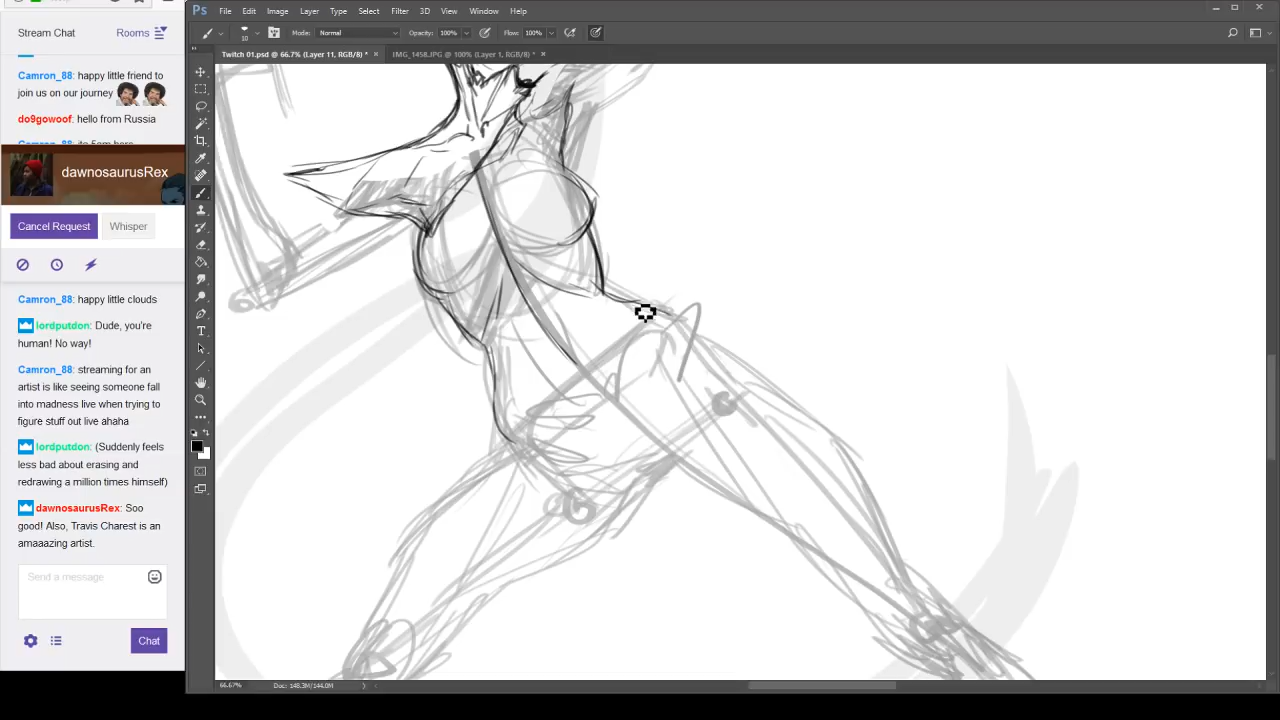 Stream Chat
Rooms
Camron_88: happy little friend to
join us on our journey
do9gowoof: hello from Russia
dawnosaurusRex
Cancel Request
Whisper
Camron_88: happy little clouds
lordputdon: Dude, you're
human! No way!
Camron_88: streaming for an
artist is like seeing someone fall
into madness live when trying to
figure stuff out live ahaha
lordputdon: (Suddenly feels
less bad about erasing and
redrawing a million times himself)
dawnosaurusRex: Soo
good! Also, Travis Charest is an
amaaazing artist.
Send a message
Chat
Ps File Edit Image Layer Type Select Filter 3D View Window Help
10 Mode: Normal Opacity: 100% Flow: 100%
Twitch 01.psd @ 66.7% (Layer 11, RGB/8) * × IMG_1458.JPG @ 100% (Layer 1, RGB/8) * ×
66.67% Doc: 148.3M/144.0M